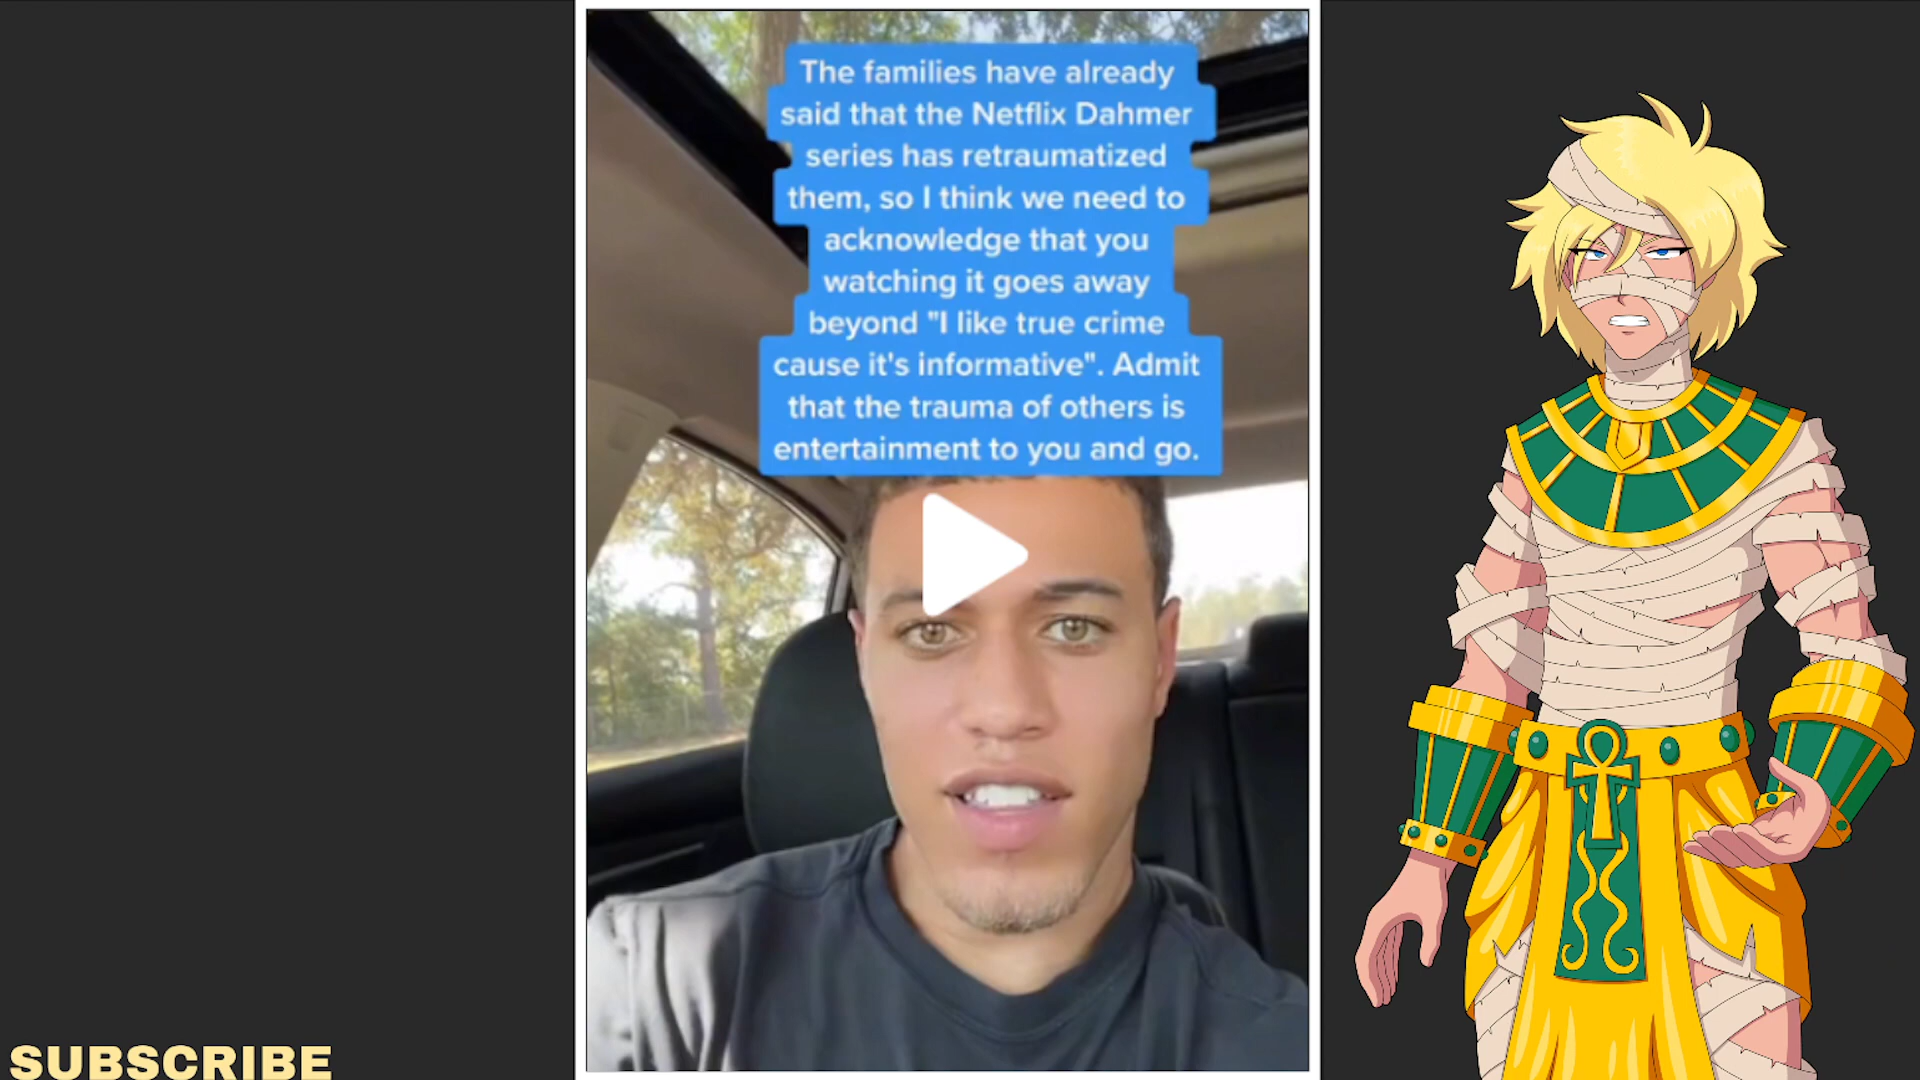 The families have already
said that the Netflix Dahmer
series has retraumatized
them, so I think we need to
acknowledge that you
watching it goes away
beyond "I like true crime
cause it's informative". Admit
that the trauma of others is
entertainment to you and go.
SUBSCRIBE